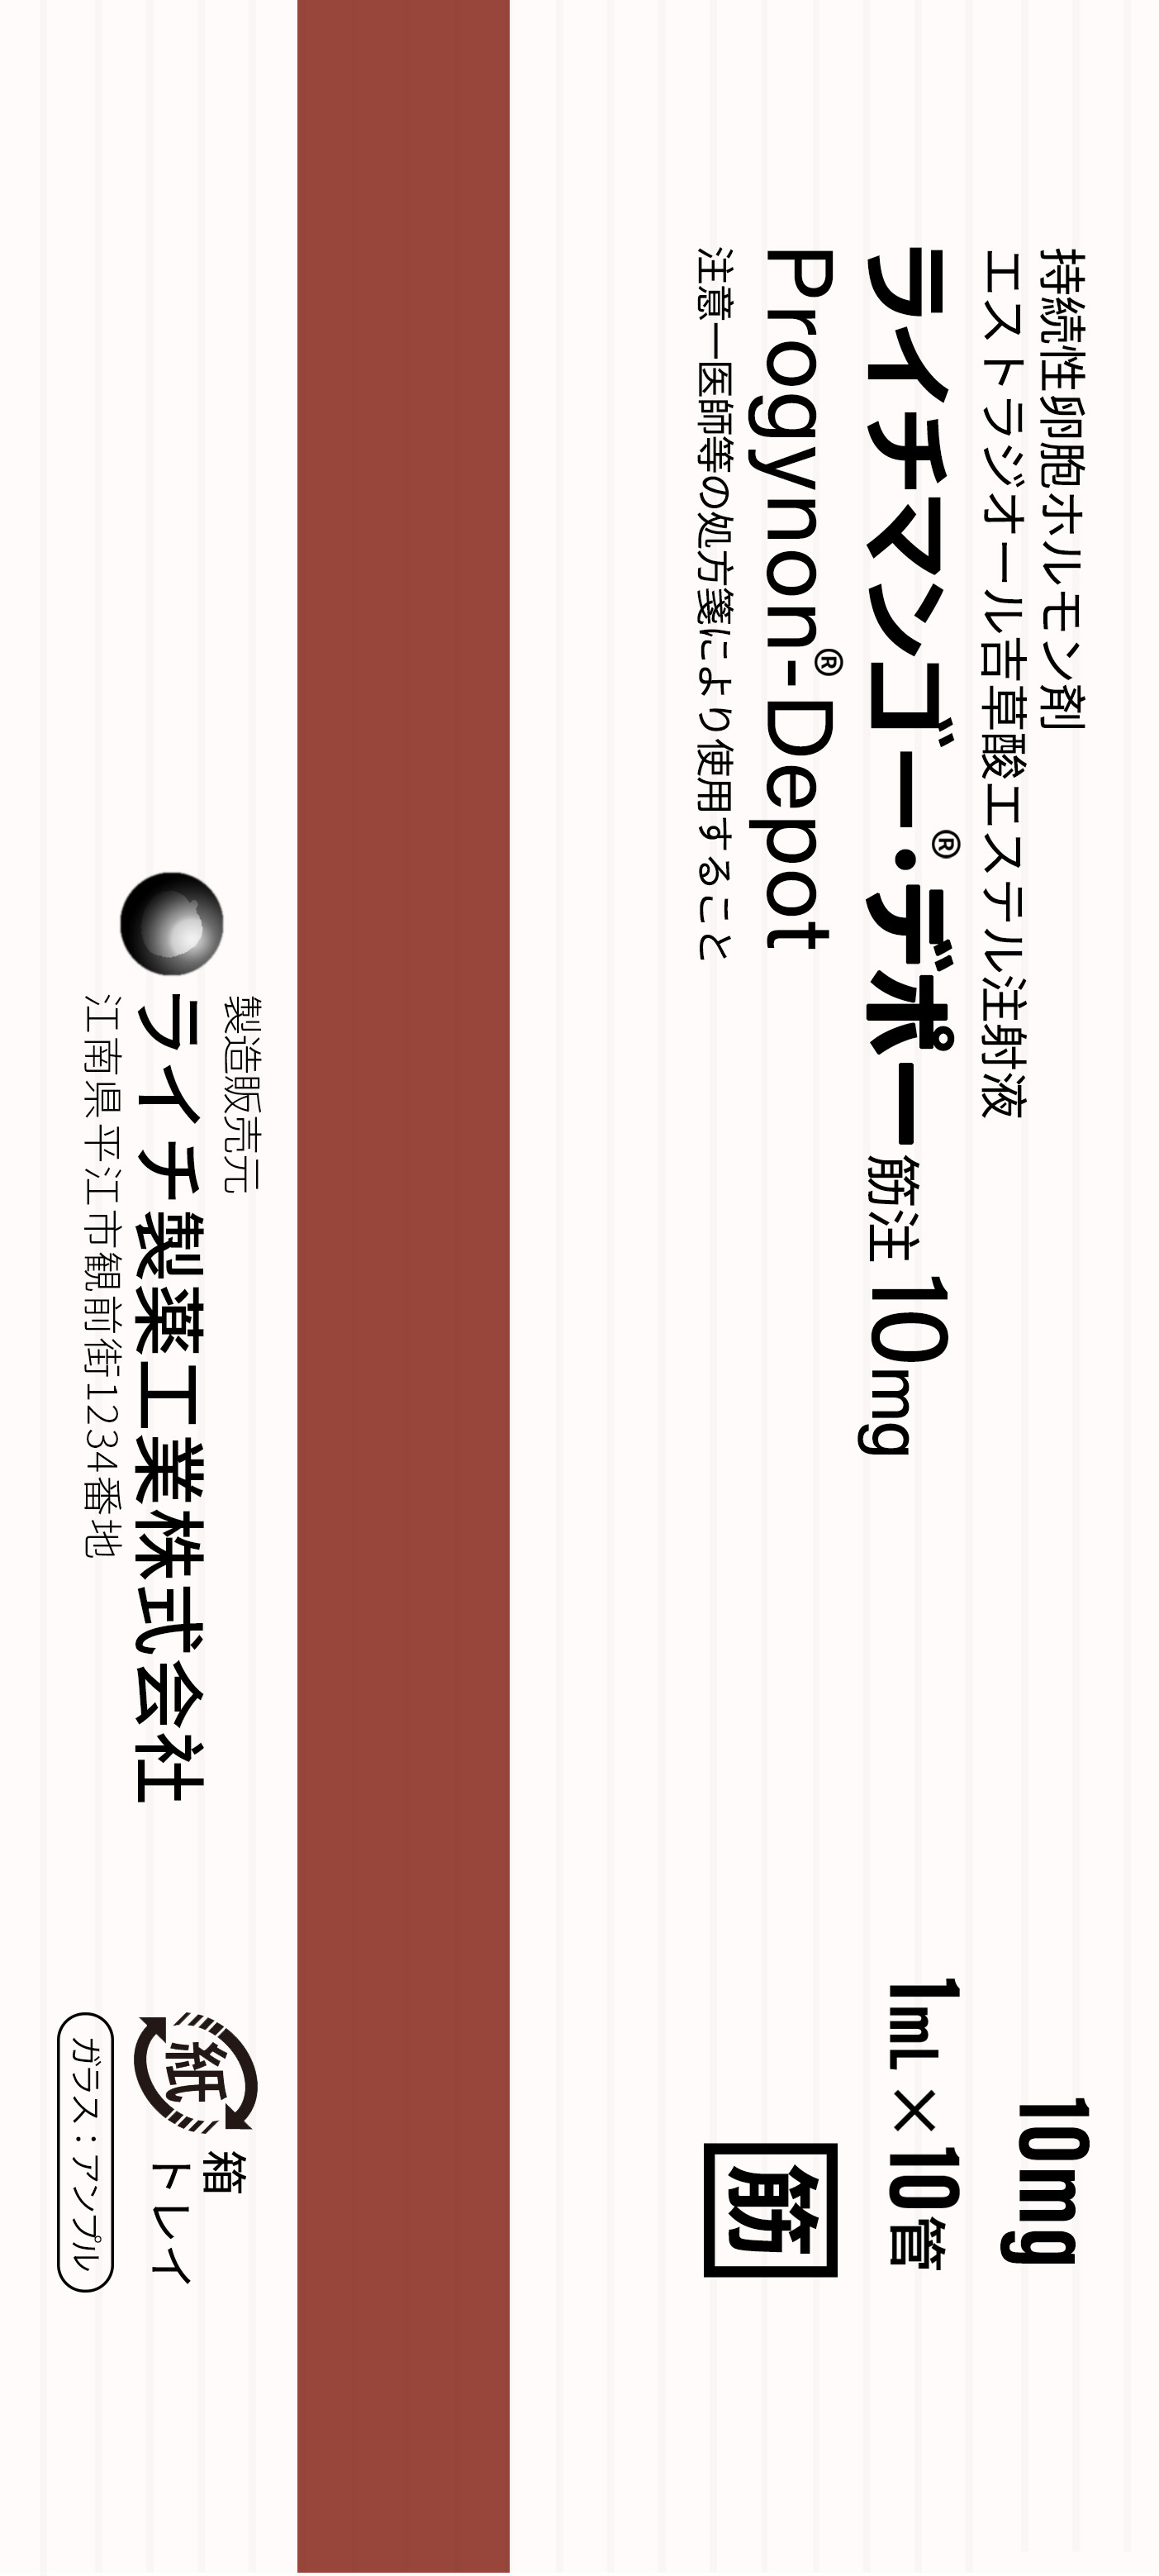 持続性卵胞ホルモン剤
エストラジオール吉草酸エステル注射液
ライチマンゴー・デポー®筋注 10mg
Progynon®-Depot
注意ー医師等の処方箋により使用すること
10mg
1mL×10管
筋
製造販売元
ライチ製薬工業株式会社
江南県平江市観前街1234番地
紙
箱
トレイ
ガラス：アンプル